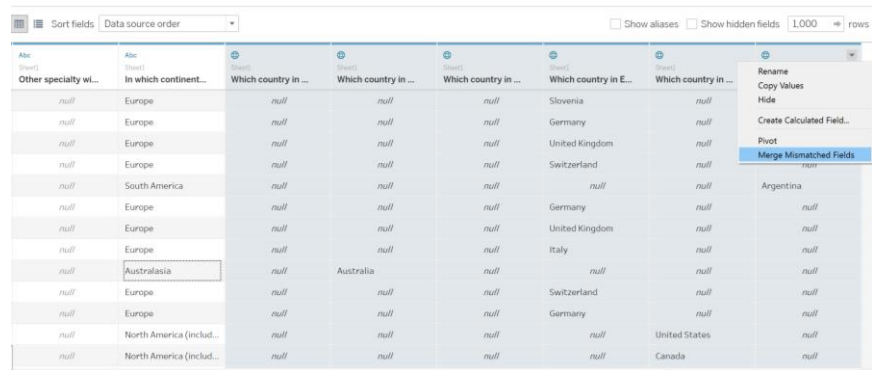 Sort fields Data source order Show aliases Show hidden fields 1,000 rows
Abc Abc
Sheet1 Sheet1 Sheet1 Sheet1 Sheet1 Sheet1 Sheet1
Other specialty wi... In which continent... Which country in ... Which country in ... Which country in ... Which country in E... Which country in ...
Rename
Copy Values
Hide
Create Calculated Field...
Pivot
Merge Mismatched Fields
null Europe null null null Slovenia null
null Europe null null null Germany null
null Europe null null null United Kingdom null
null Europe null null null Switzerland null null
null South America null null null null null Argentina
null Europe null null null Germany null null
null Europe null null null United Kingdom null null
null Europe null null null Italy null null
null Australasia null Australia null null null null
null Europe null null null Switzerland null null
null Europe null null null Germany null null
null North America (includ... null null null null United States null
null North America (includ... null null null null Canada null